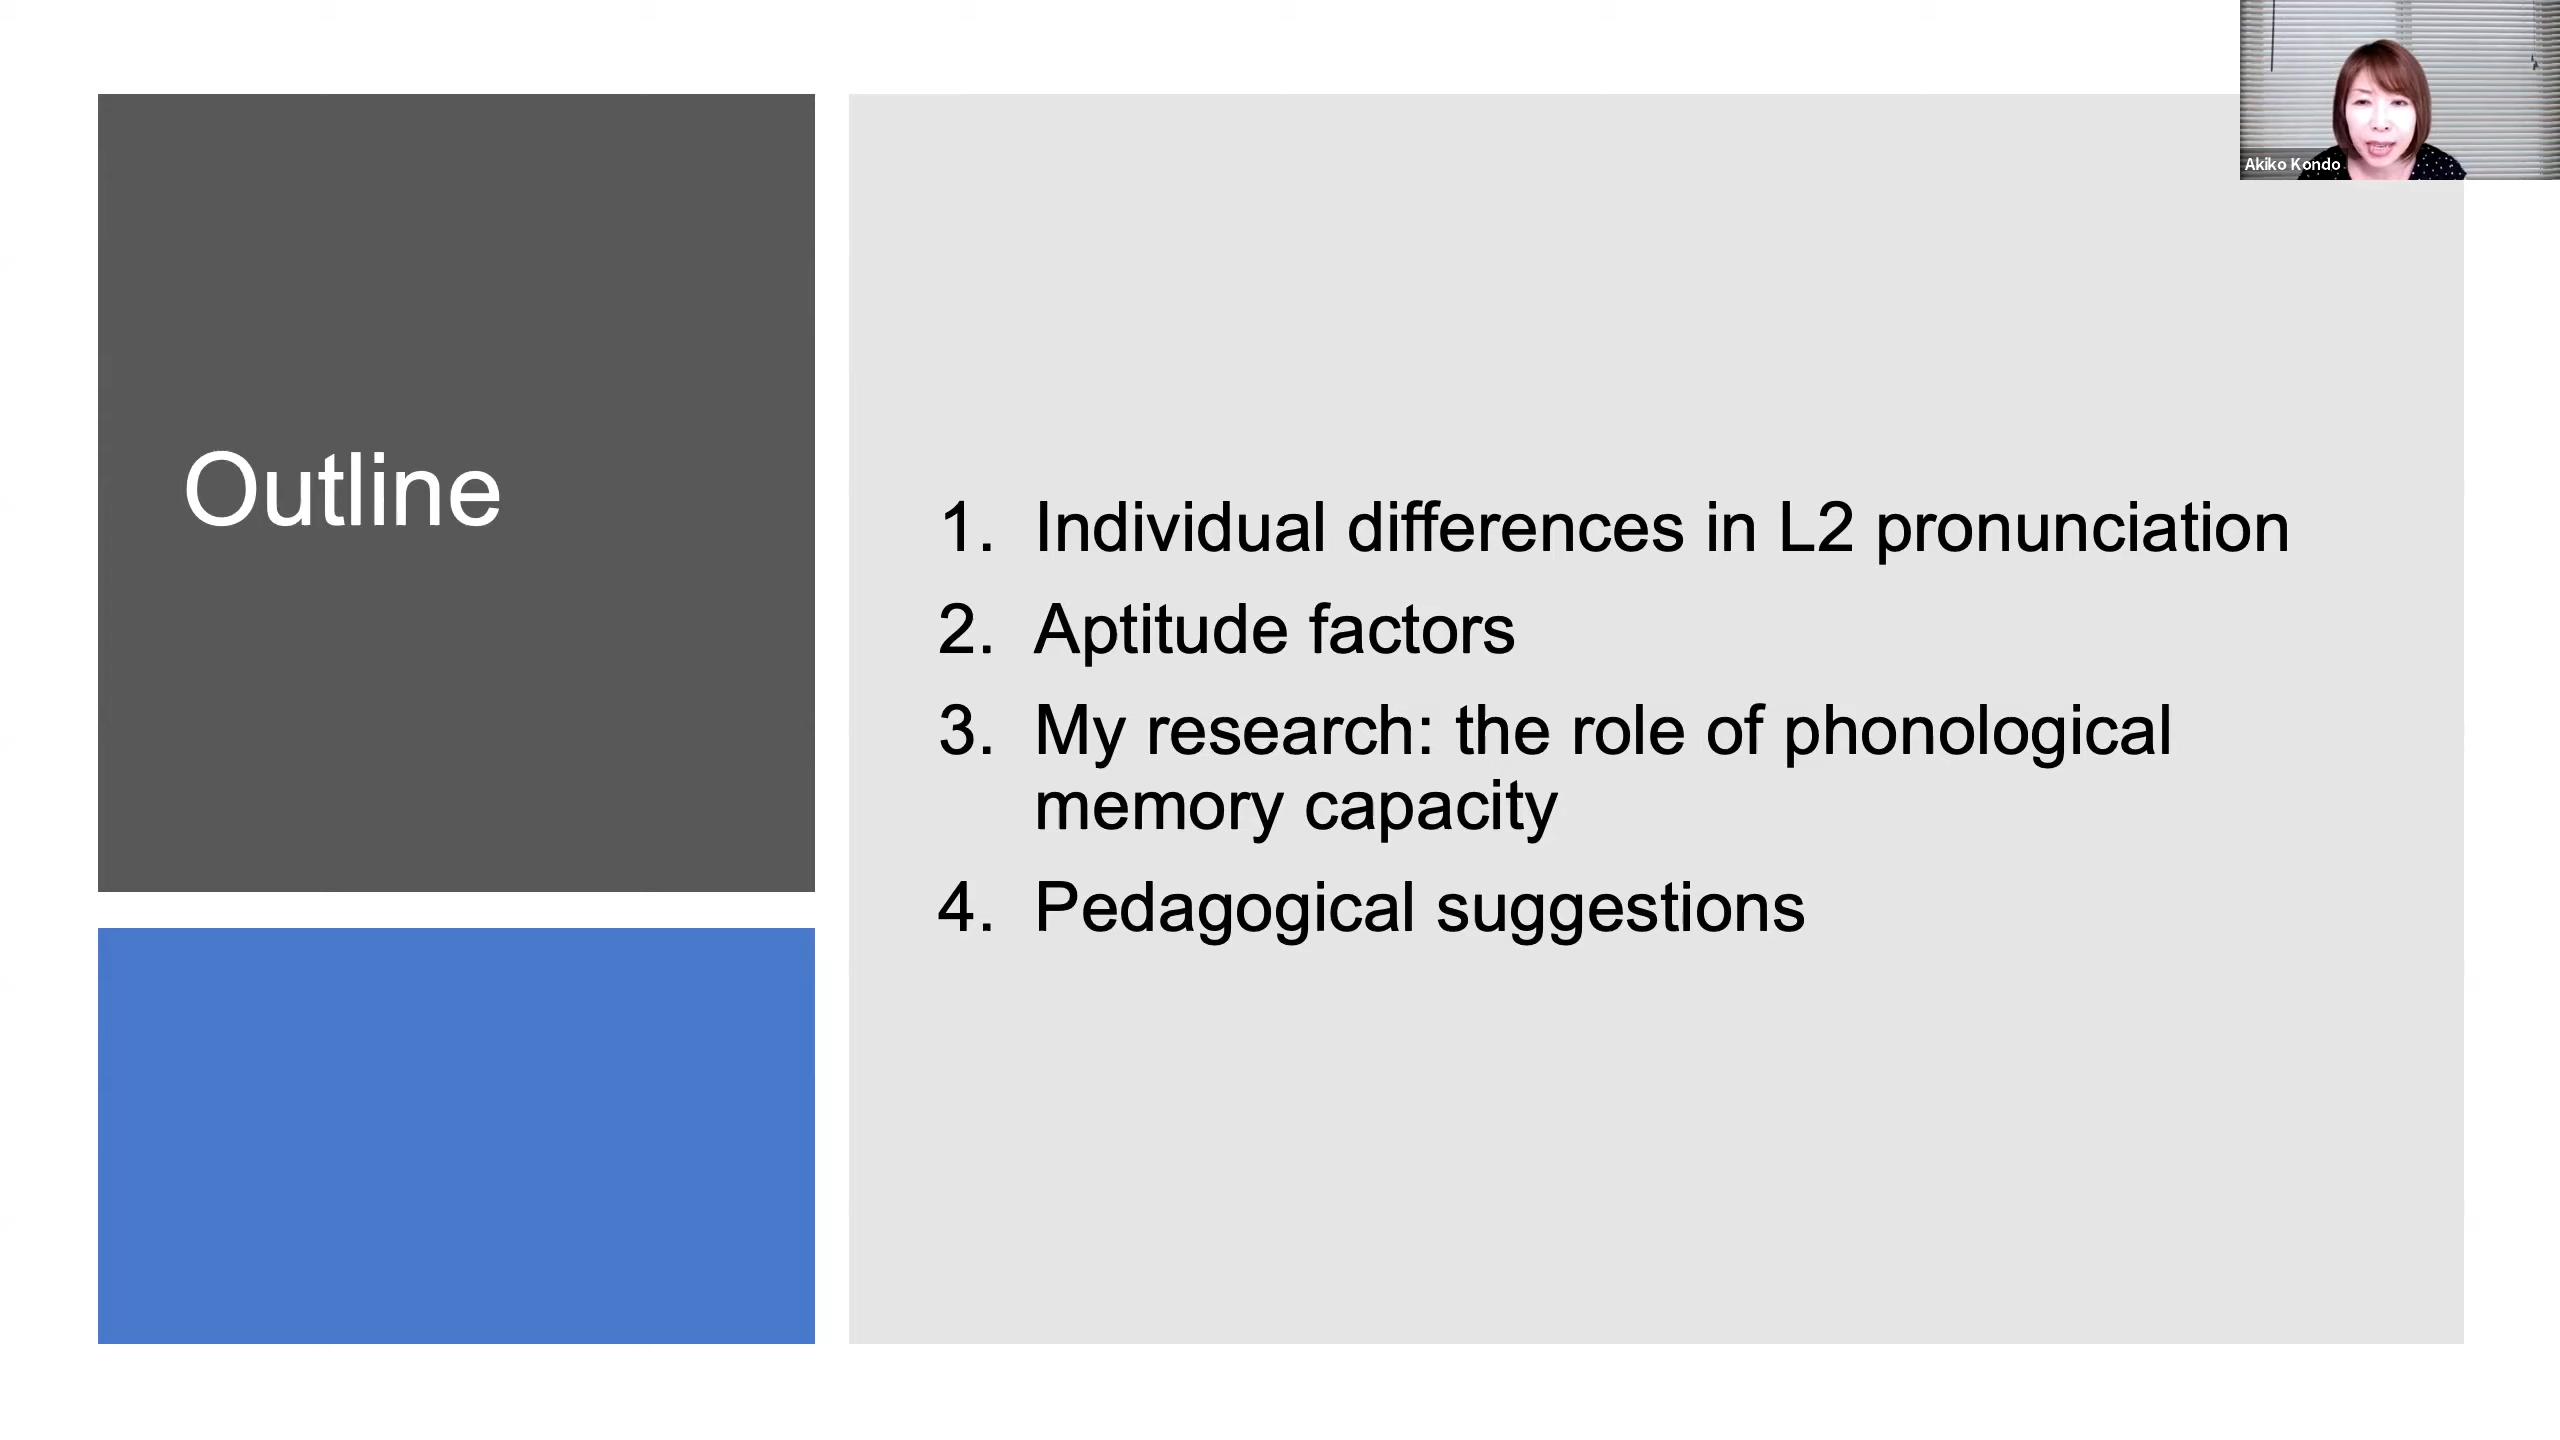 Akiko Kondo
Outline
1. Individual differences in L2 pronunciation
2. Aptitude factors
3. My research: the role of phonological
memory capacity
4. Pedagogical suggestions